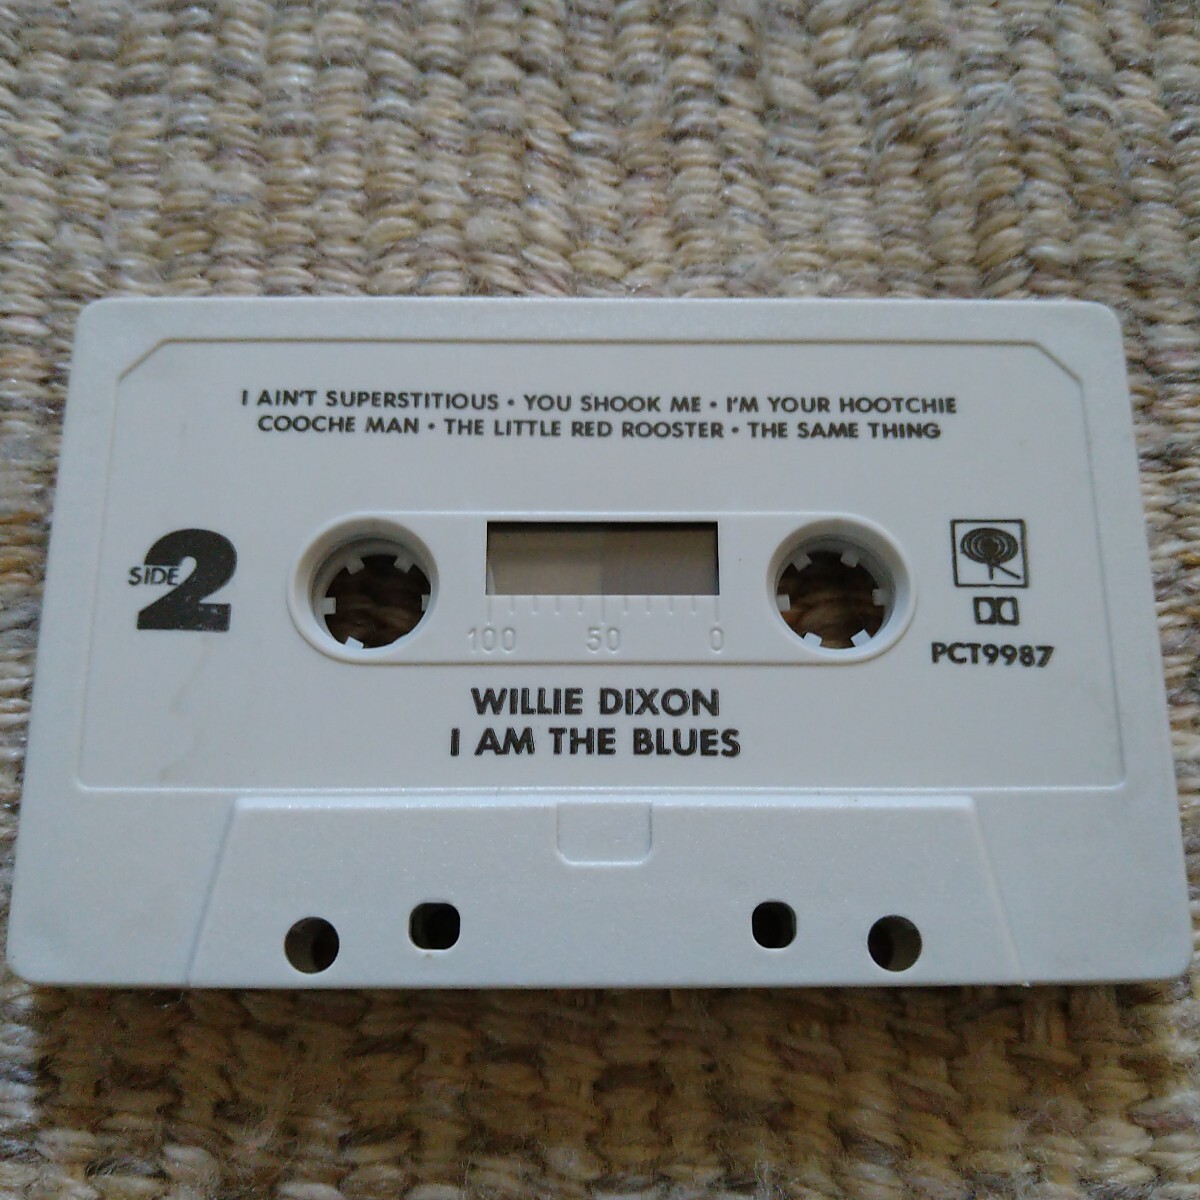 I AIN'T SUPERSTITIOUS • YOU SHOOK ME • I'M YOUR HOOTCHIE
COOCHE MAN • THE LITTLE RED ROOSTER • THE SAME THING
SIDE 2
100 50 0
PCT9987
WILLIE DIXON
I AM THE BLUES